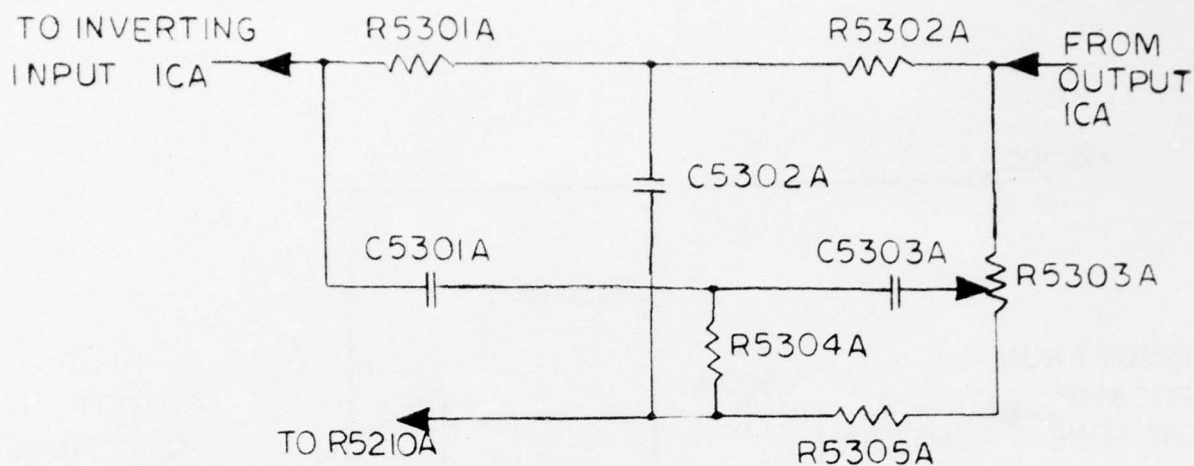 TO INVERTING
INPUT ICA
R5301A
R5302A
FROM
OUTPUT
ICA
C5302A
C5301A
C5303A
R5303A
R5304A
TO R5210A
R5305A